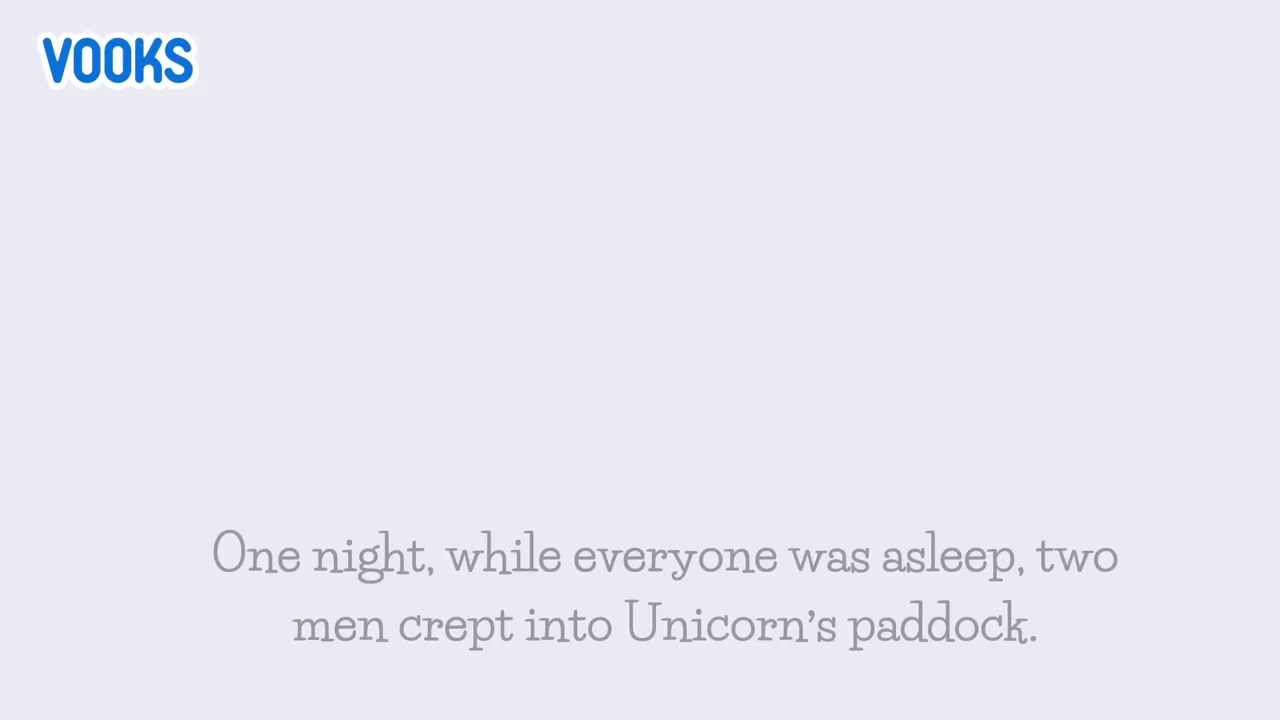 VOOKS
One night, while everyone was asleep, two
men crept into Unicorn's paddock.